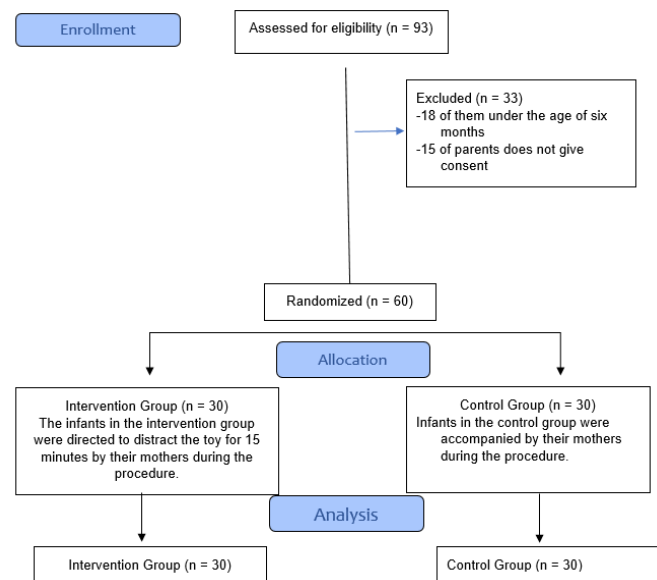 Enrollment
Assessed for eligibility (n = 93)
Excluded (n = 33)
-18 of them under the age of six
months
-15 of parents does not give
consent
Randomized (n = 60)
Allocation
Intervention Group (n = 30)
The infants in the intervention group
were directed to distract the toy for 15
minutes by their mothers during the
procedure.
Control Group (n = 30)
Infants in the control group were
accompanied by their mothers
during the procedure.
Analysis
Intervention Group (n = 30)
Control Group (n = 30)